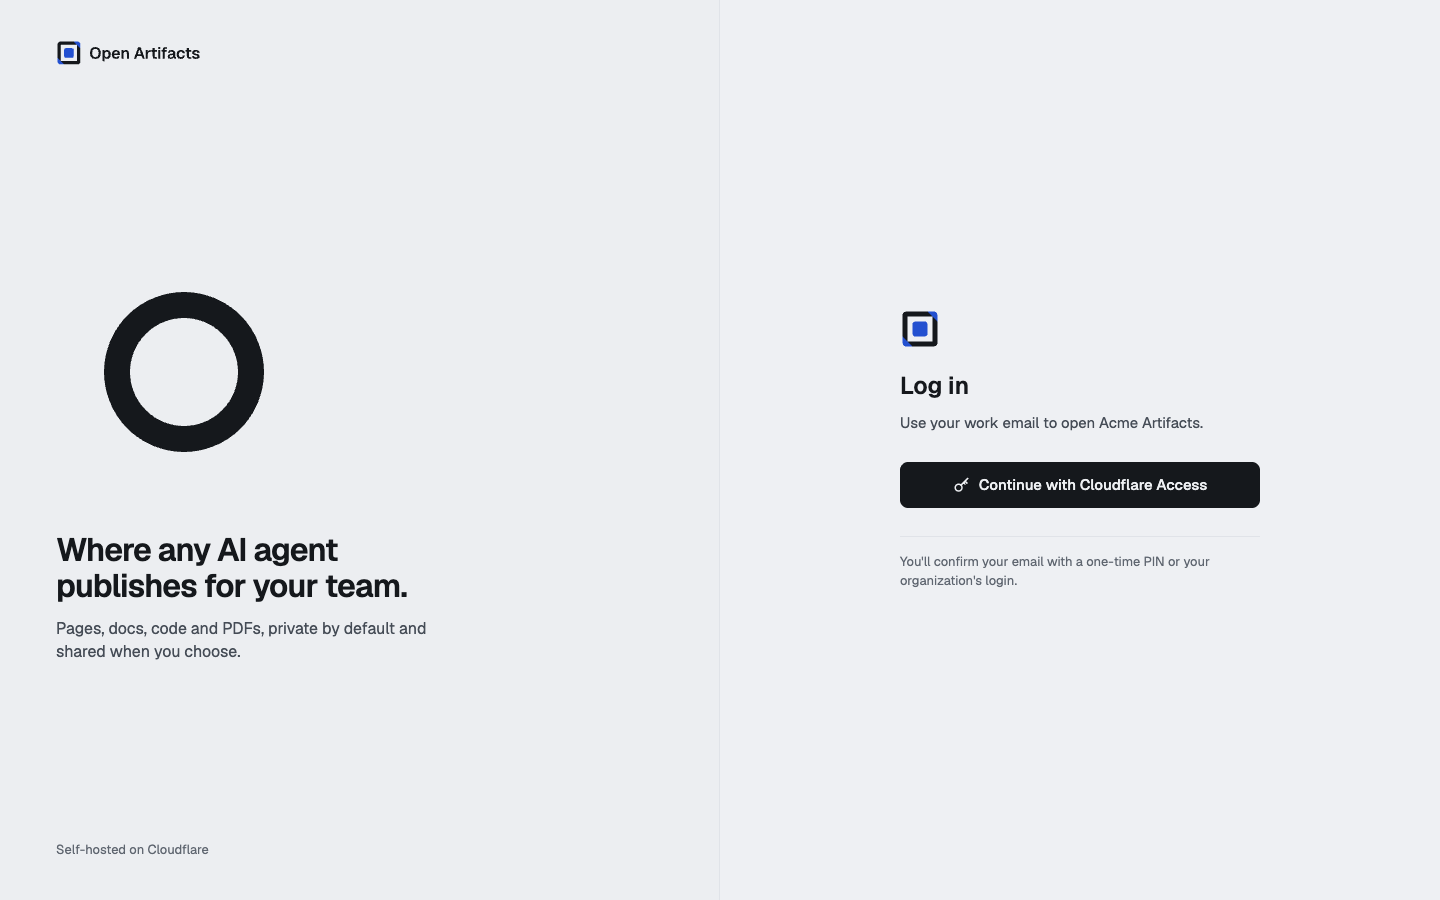 Open Artifacts
Where any AI agent
publishes for your team.
Pages, docs, code and PDFs, private by default and
shared when you choose.
Self-hosted on Cloudflare
Log in
Use your work email to open Acme Artifacts.
Continue with Cloudflare Access
You'll confirm your email with a one-time PIN or your
organization's login.